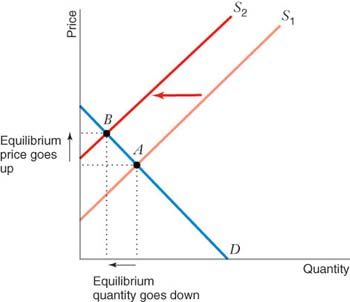 Price
S2
S1
B
A
Equilibrium
price goes
up
D
Quantity
Equilibrium
quantity goes down